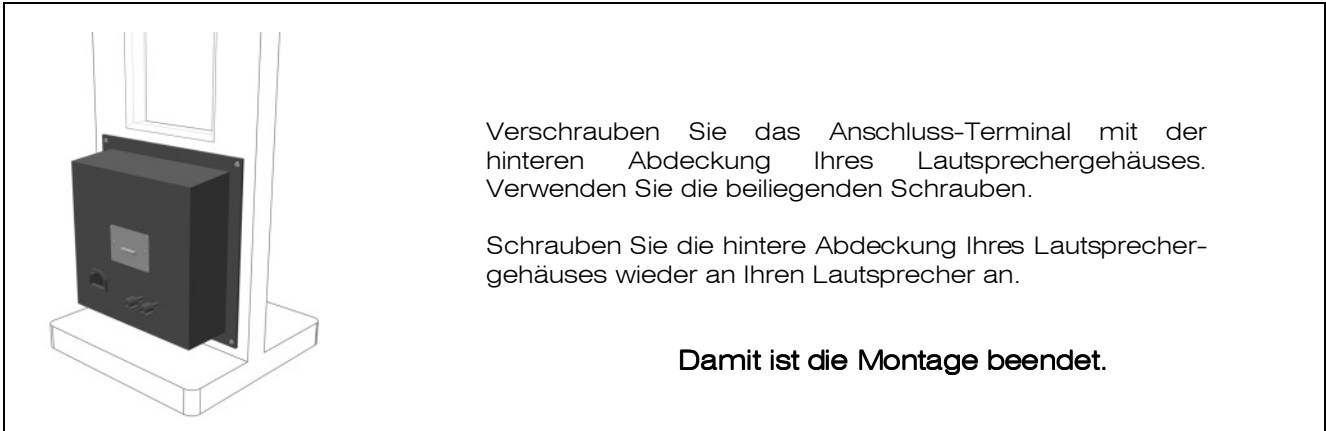 Verschrauben Sie das Anschluss-Terminal mit der
hinteren Abdeckung Ihres Lautsprechergehäuses.
Verwenden Sie die beiliegenden Schrauben.
Schrauben Sie die hintere Abdeckung Ihres Lautsprecher-
gehäuses wieder an Ihren Lautsprecher an.
Damit ist die Montage beendet.